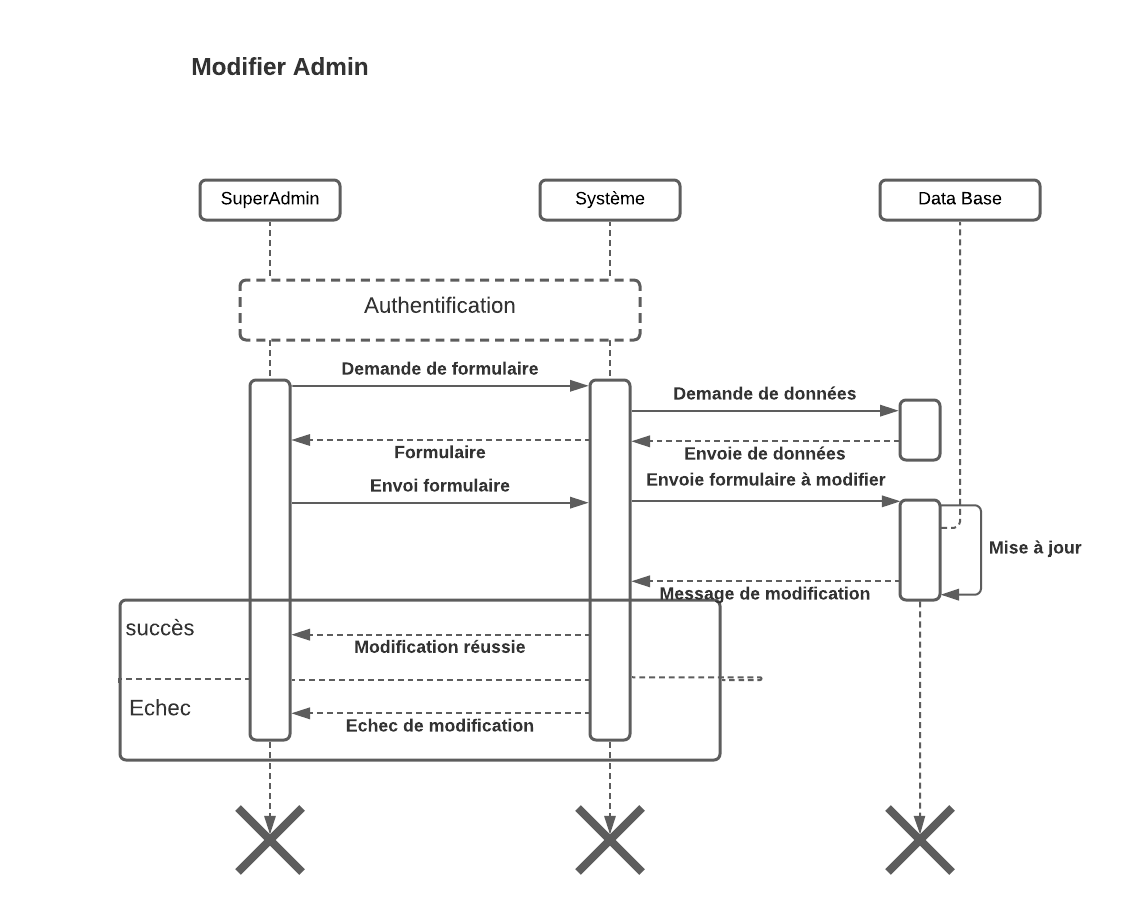 Modifier Admin
SuperAdmin
Système
Data Base
Authentification
Demande de formulaire
Demande de données
Formulaire
Envoie de données
Envoi formulaire
Envoie formulaire à modifier
Mise à jour
Message de modification
succès
Modification réussie
Echec
Echec de modification